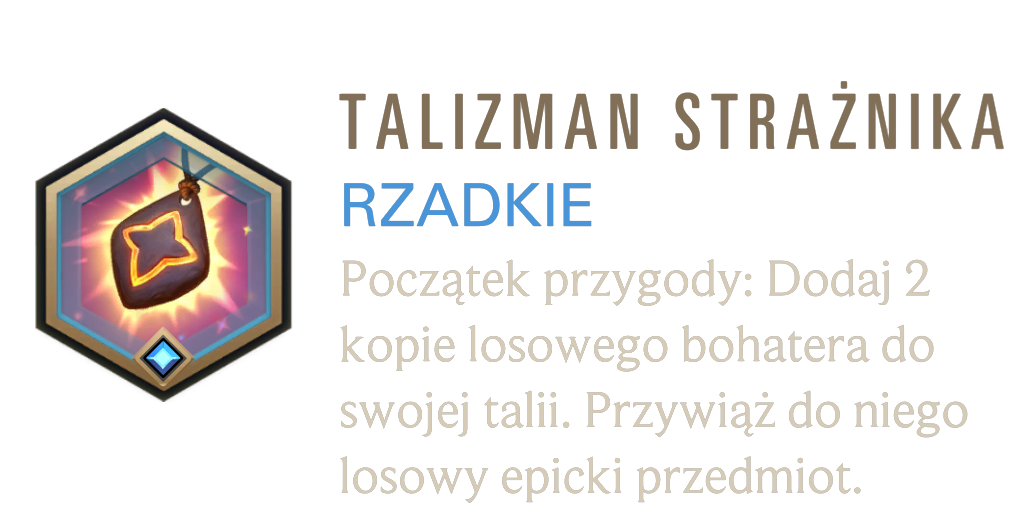 TALIZMAN STRAŻNIKA
RZADKIE
Początek przygody: Dodaj 2
kopie losowego bohatera do
swojej talii. Przywiąż do niego
losowy epicki przedmiot.